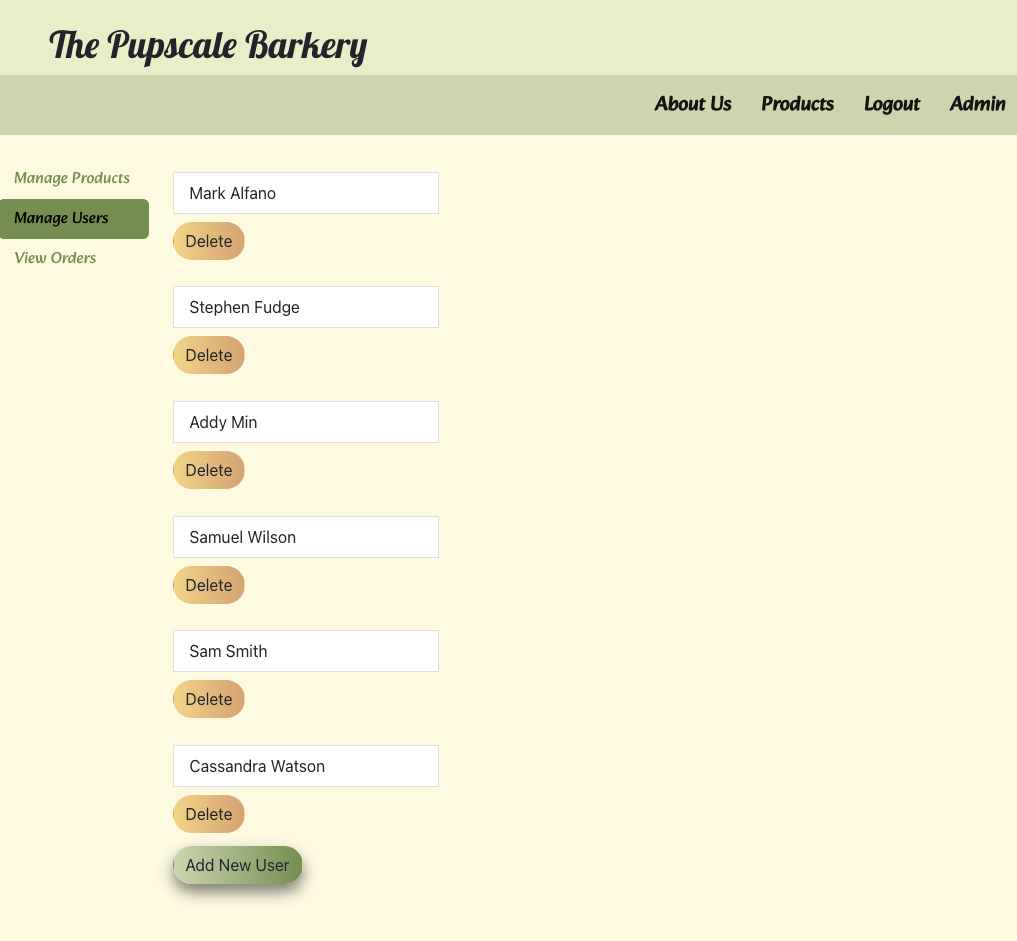 The Pupscale Barkery
About Us Products Logout Admin
Manage Products
Manage Users
View Orders
Mark Alfano
Delete
Stephen Fudge
Delete
Addy Min
Delete
Samuel Wilson
Delete
Sam Smith
Delete
Cassandra Watson
Delete
Add New User